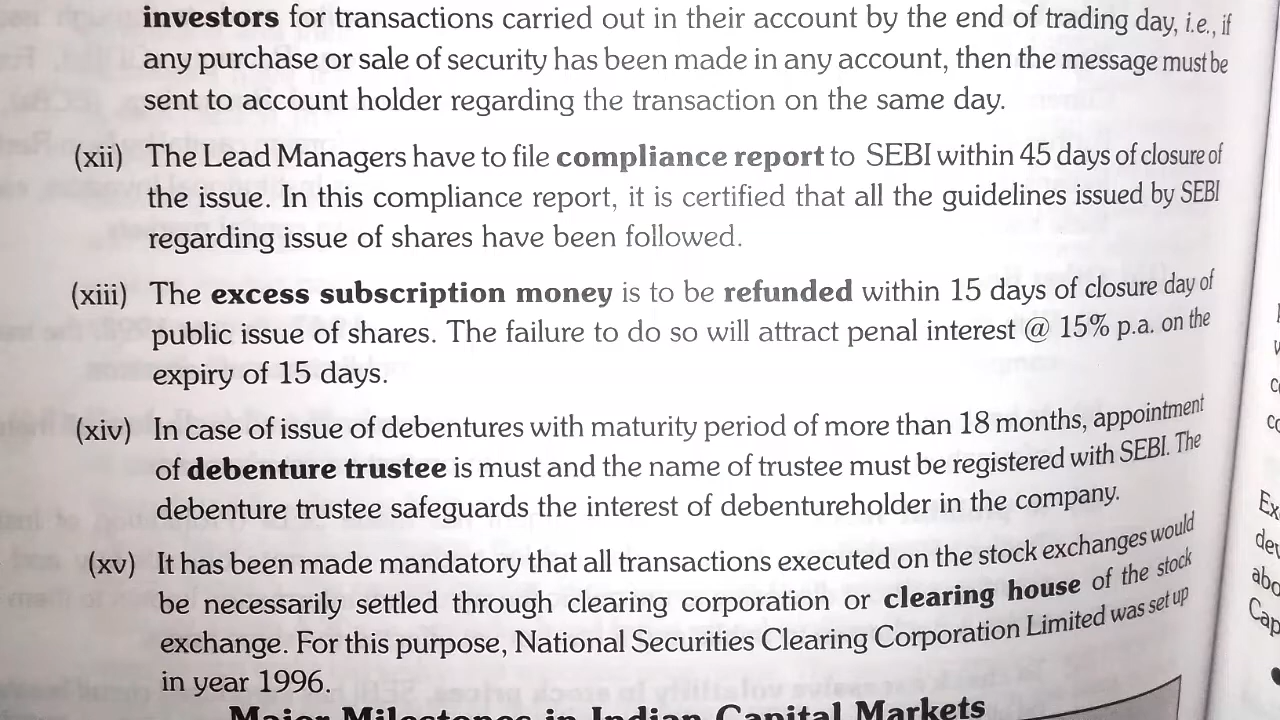 investors for transactions carried out in their account by the end of trading day, i.e., if
any purchase or sale of security has been made in any account, then the message must be
sent to account holder regarding the transaction on the same day.
(xii) The Lead Managers have to file compliance report to SEBI within 45 days of closure of
the issue. In this compliance report, it is certified that all the guidelines issued by SEBI
regarding issue of shares have been followed.
(xiii) The excess subscription money is to be refunded within 15 days of closure day of
public issue of shares. The failure to do so will attract penal interest @ 15% p.a. on the
expiry of 15 days.
(xiv) In case of issue of debentures with maturity period of more than 18 months, appointment
of debenture trustee is must and the name of trustee must be registered with SEBI. The
debenture trustee safeguards the interest of debentureholder in the company.
(xv) It has been made mandatory that all transactions executed on the stock exchanges would
be necessarily settled through clearing corporation or clearing house of the stock
exchange. For this purpose, National Securities Clearing Corporation Limited was set up
in year 1996.
Major Milestones in Indian Capital Markets